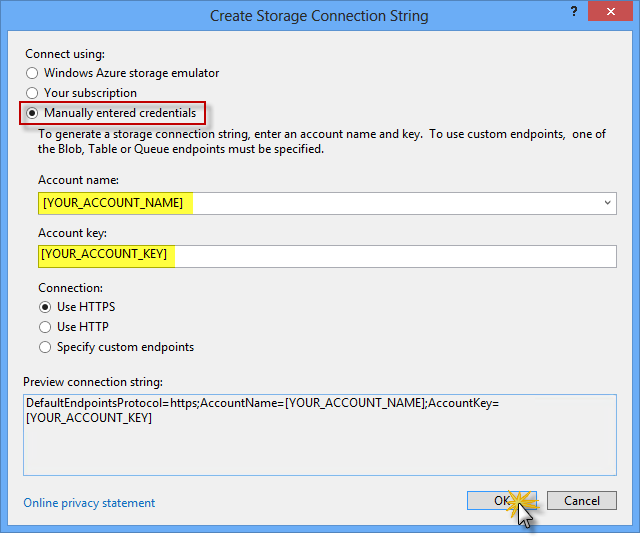 Create Storage Connection String
?
Connect using:
Windows Azure storage emulator
Your subscription
Manually entered credentials
To generate a storage connection string, enter an account name and key.  To use custom endpoints,  one of
the Blob, Table or Queue endpoints must be specified.
Account name:
[YOUR_ACCOUNT_NAME]
Account key:
[YOUR_ACCOUNT_KEY]
Connection:
Use HTTPS
Use HTTP
Specify custom endpoints
Preview connection string:
DefaultEndpointsProtocol=https;AccountName=[YOUR_ACCOUNT_NAME];AccountKey=
[YOUR_ACCOUNT_KEY]
Online privacy statement
OK
Cancel